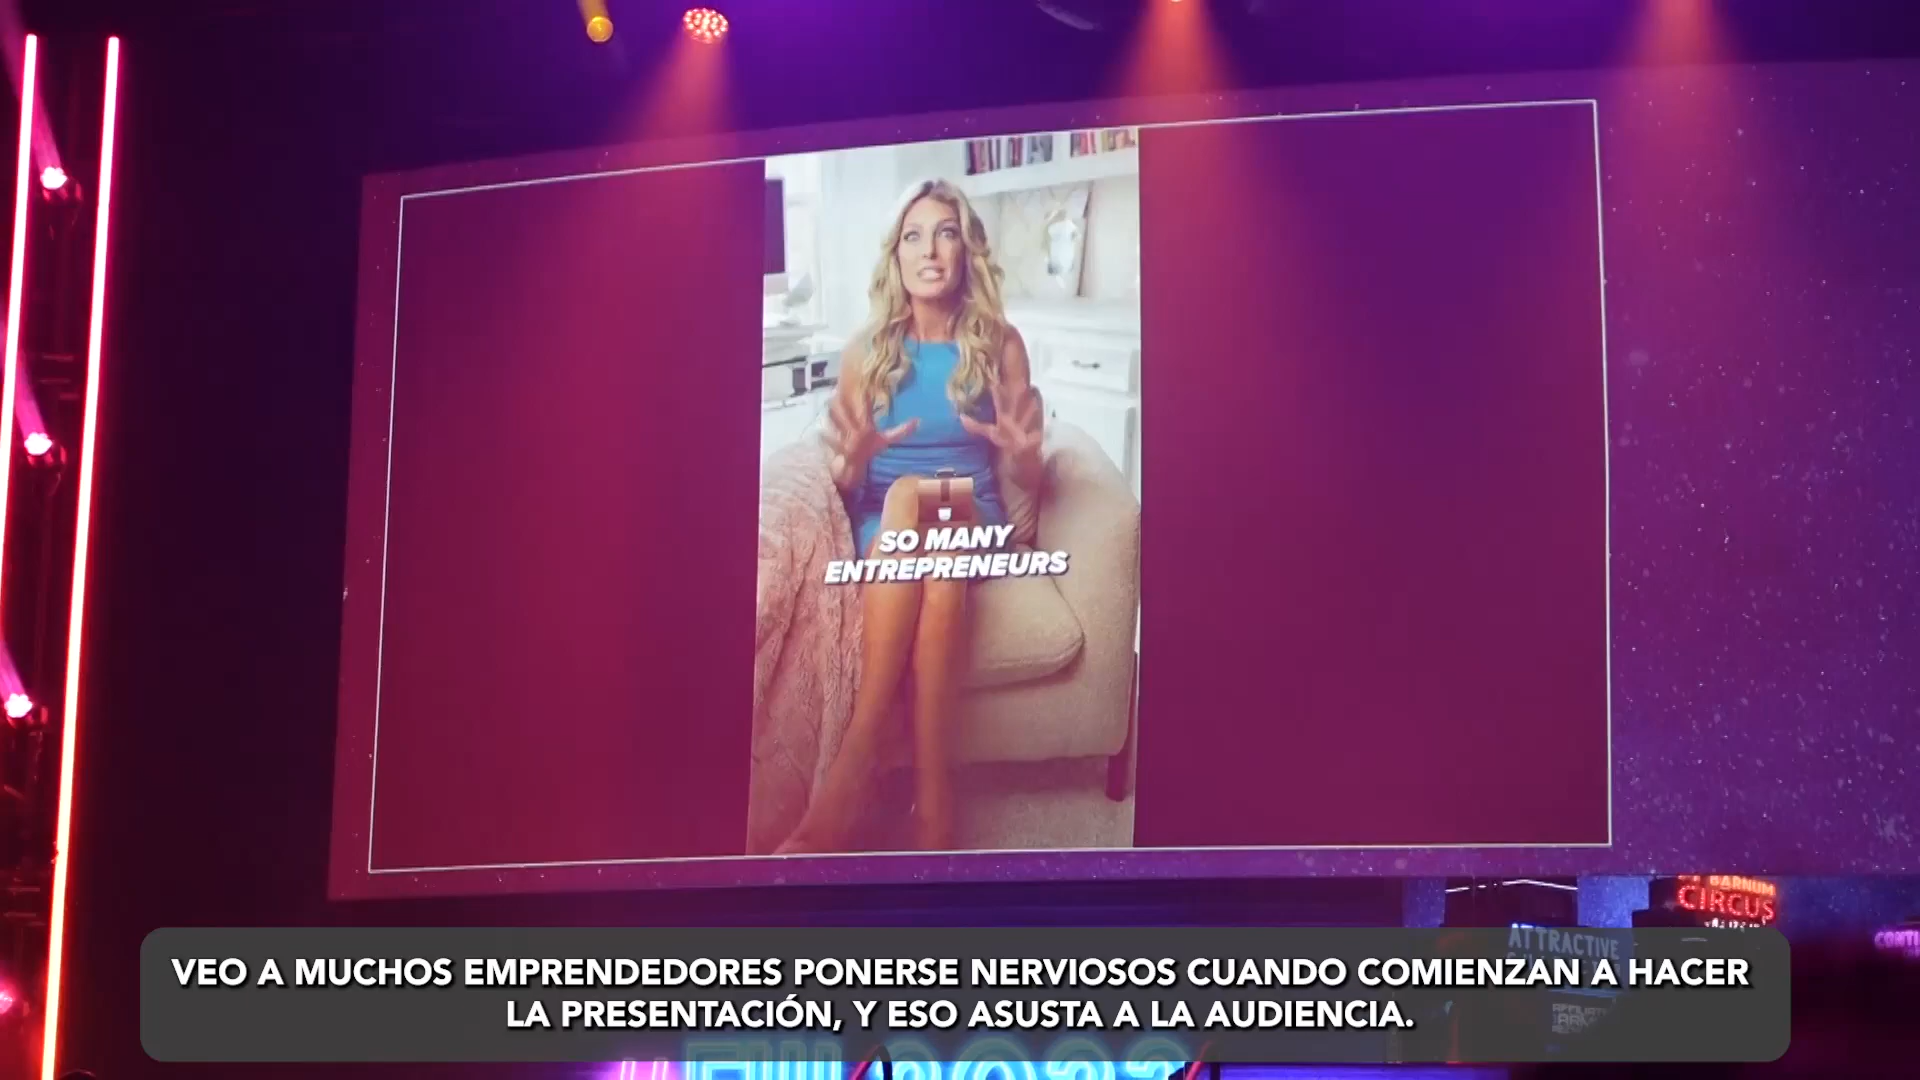 SO MANY
ENTREPRENEURS
BARNUM
CIRCUS
ATTRACTIVE
VEO A MUCHOS EMPRENDEDORES PONERSE NERVIOSOS CUANDO COMIENZAN A HACER
LA PRESENTACIÓN, Y ESO ASUSTA A LA AUDIENCIA.